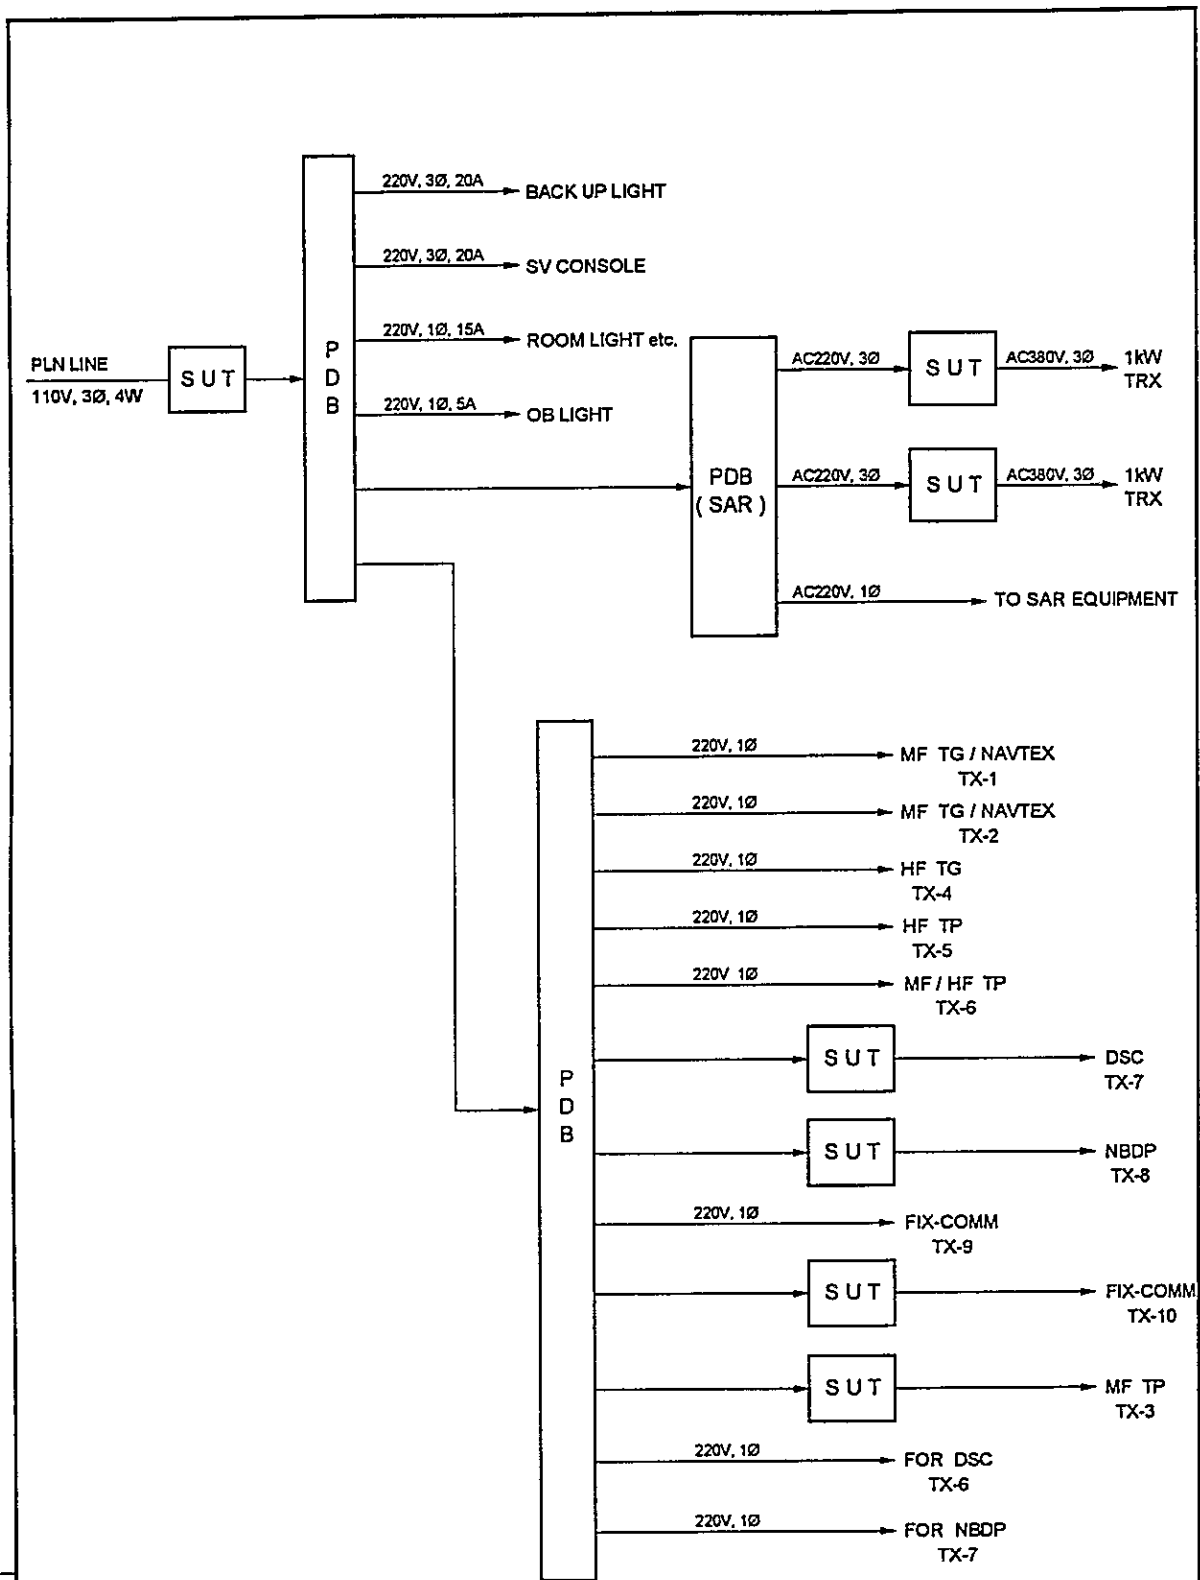 PLN LINE
110V, 3Ø, 4W
SUT
P
D
B
220V, 3Ø, 20A
BACK UP LIGHT
220V, 3Ø, 20A
SV CONSOLE
220V, 1Ø, 15A
ROOM LIGHT etc.
220V, 1Ø, 5A
OB LIGHT
PDB
( SAR )
AC220V, 3Ø
SUT
AC380V, 3Ø
1kW
TRX
AC220V, 3Ø
SUT
AC380V, 3Ø
1kW
TRX
AC220V, 1Ø
TO SAR EQUIPMENT
P
D
B
220V, 1Ø
MF TG / NAVTEX
TX-1
220V, 1Ø
MF TG / NAVTEX
TX-2
220V, 1Ø
HF TG
TX-4
220V, 1Ø
HF TP
TX-5
220V 1Ø
MF / HF TP
TX-6
SUT
DSC
TX-7
SUT
NBDP
TX-8
220V, 1Ø
FIX-COMM
TX-9
SUT
FIX-COMM
TX-10
SUT
MF TP
TX-3
220V, 1Ø
FOR DSC
TX-6
220V, 1Ø
FOR NBDP
TX-7